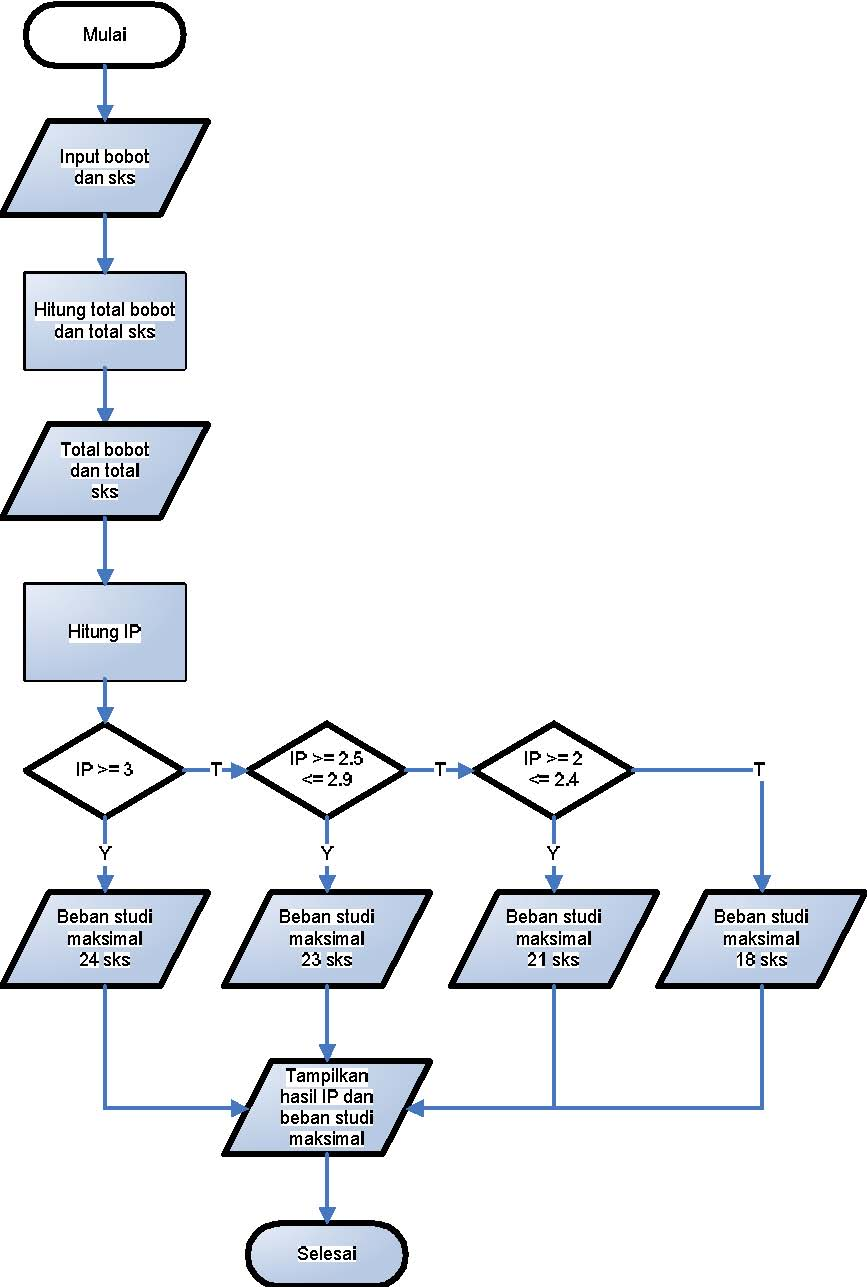 Mulai
Input bobot
dan sks
Hitung total bobot
dan total sks
Total bobot
dan total
sks
Hitung IP
IP >= 3
T
IP >= 2.5
<= 2.9
T
IP >= 2
<= 2.4
T
Y
Y
Y
Beban studi
maksimal
24 sks
Beban studi
maksimal
23 sks
Beban studi
maksimal
21 sks
Beban studi
maksimal
18 sks
Tampilkan
hasil IP dan
beban studi
maksimal
Selesai